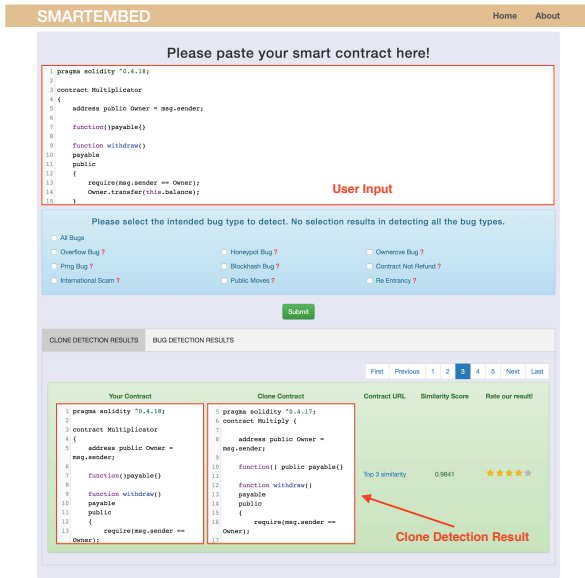 SMARTEMBED
Home About
Please paste your smart contract here!
1 pragma solidity ^0.4.18;
2
3 contract Multiplicator
4 {
5 address public Owner = msg.sender;
6
7 function()payable{}
8
9 function withdraw()
10 payable
11 public
12 {
13 require(msg.sender == Owner);
14 Owner.transfer(this.balance);
15 }
User Input
Please select the intended bug type to detect. No selection results in detecting all the bug types.
All Bugs
Overflow Bug ? Honeypot Bug ? Ownercve Bug ?
Prng Bug ? Blockhash Bug ? Contract Not Refund ?
International Scam ? Public Moves ? Re Entrancy ?
Submit
CLONE DETECTION RESULTS BUG DETECTION RESULTS
First Previous 1 2 3 4 5 Next Last
Your Contract Clone Contract Contract URL Similarity Score Rate our result!
1 pragma solidity ^0.4.18;
2
3 contract Multiplicator
4 {
5 address public Owner =
msg.sender;
6
7 function()payable{}
8
9 function withdraw()
10 payable
11 public
12 {
13 require(msg.sender ==
Owner);
5 pragma solidity ^0.4.17;
6 contract Multiply {
7
8 address public Owner =
msg.sender;
9
10 function() public payable{}
11
12 function withdraw()
13 payable
14 public
15 {
16 require(msg.sender ==
Owner);
17
Top 3 similarity 0.9841
Clone Detection Result